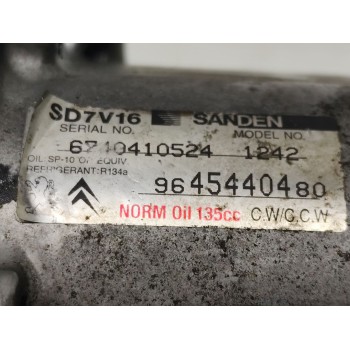 SD7V16 SANDEN
SERIAL NO. MODEL NO.
6710410524 1242
OIL:SP-10 OR EQUIV.
REFRIGERANT:R134a
9645440480
NORM Oil 135cc C.W/C.C.W